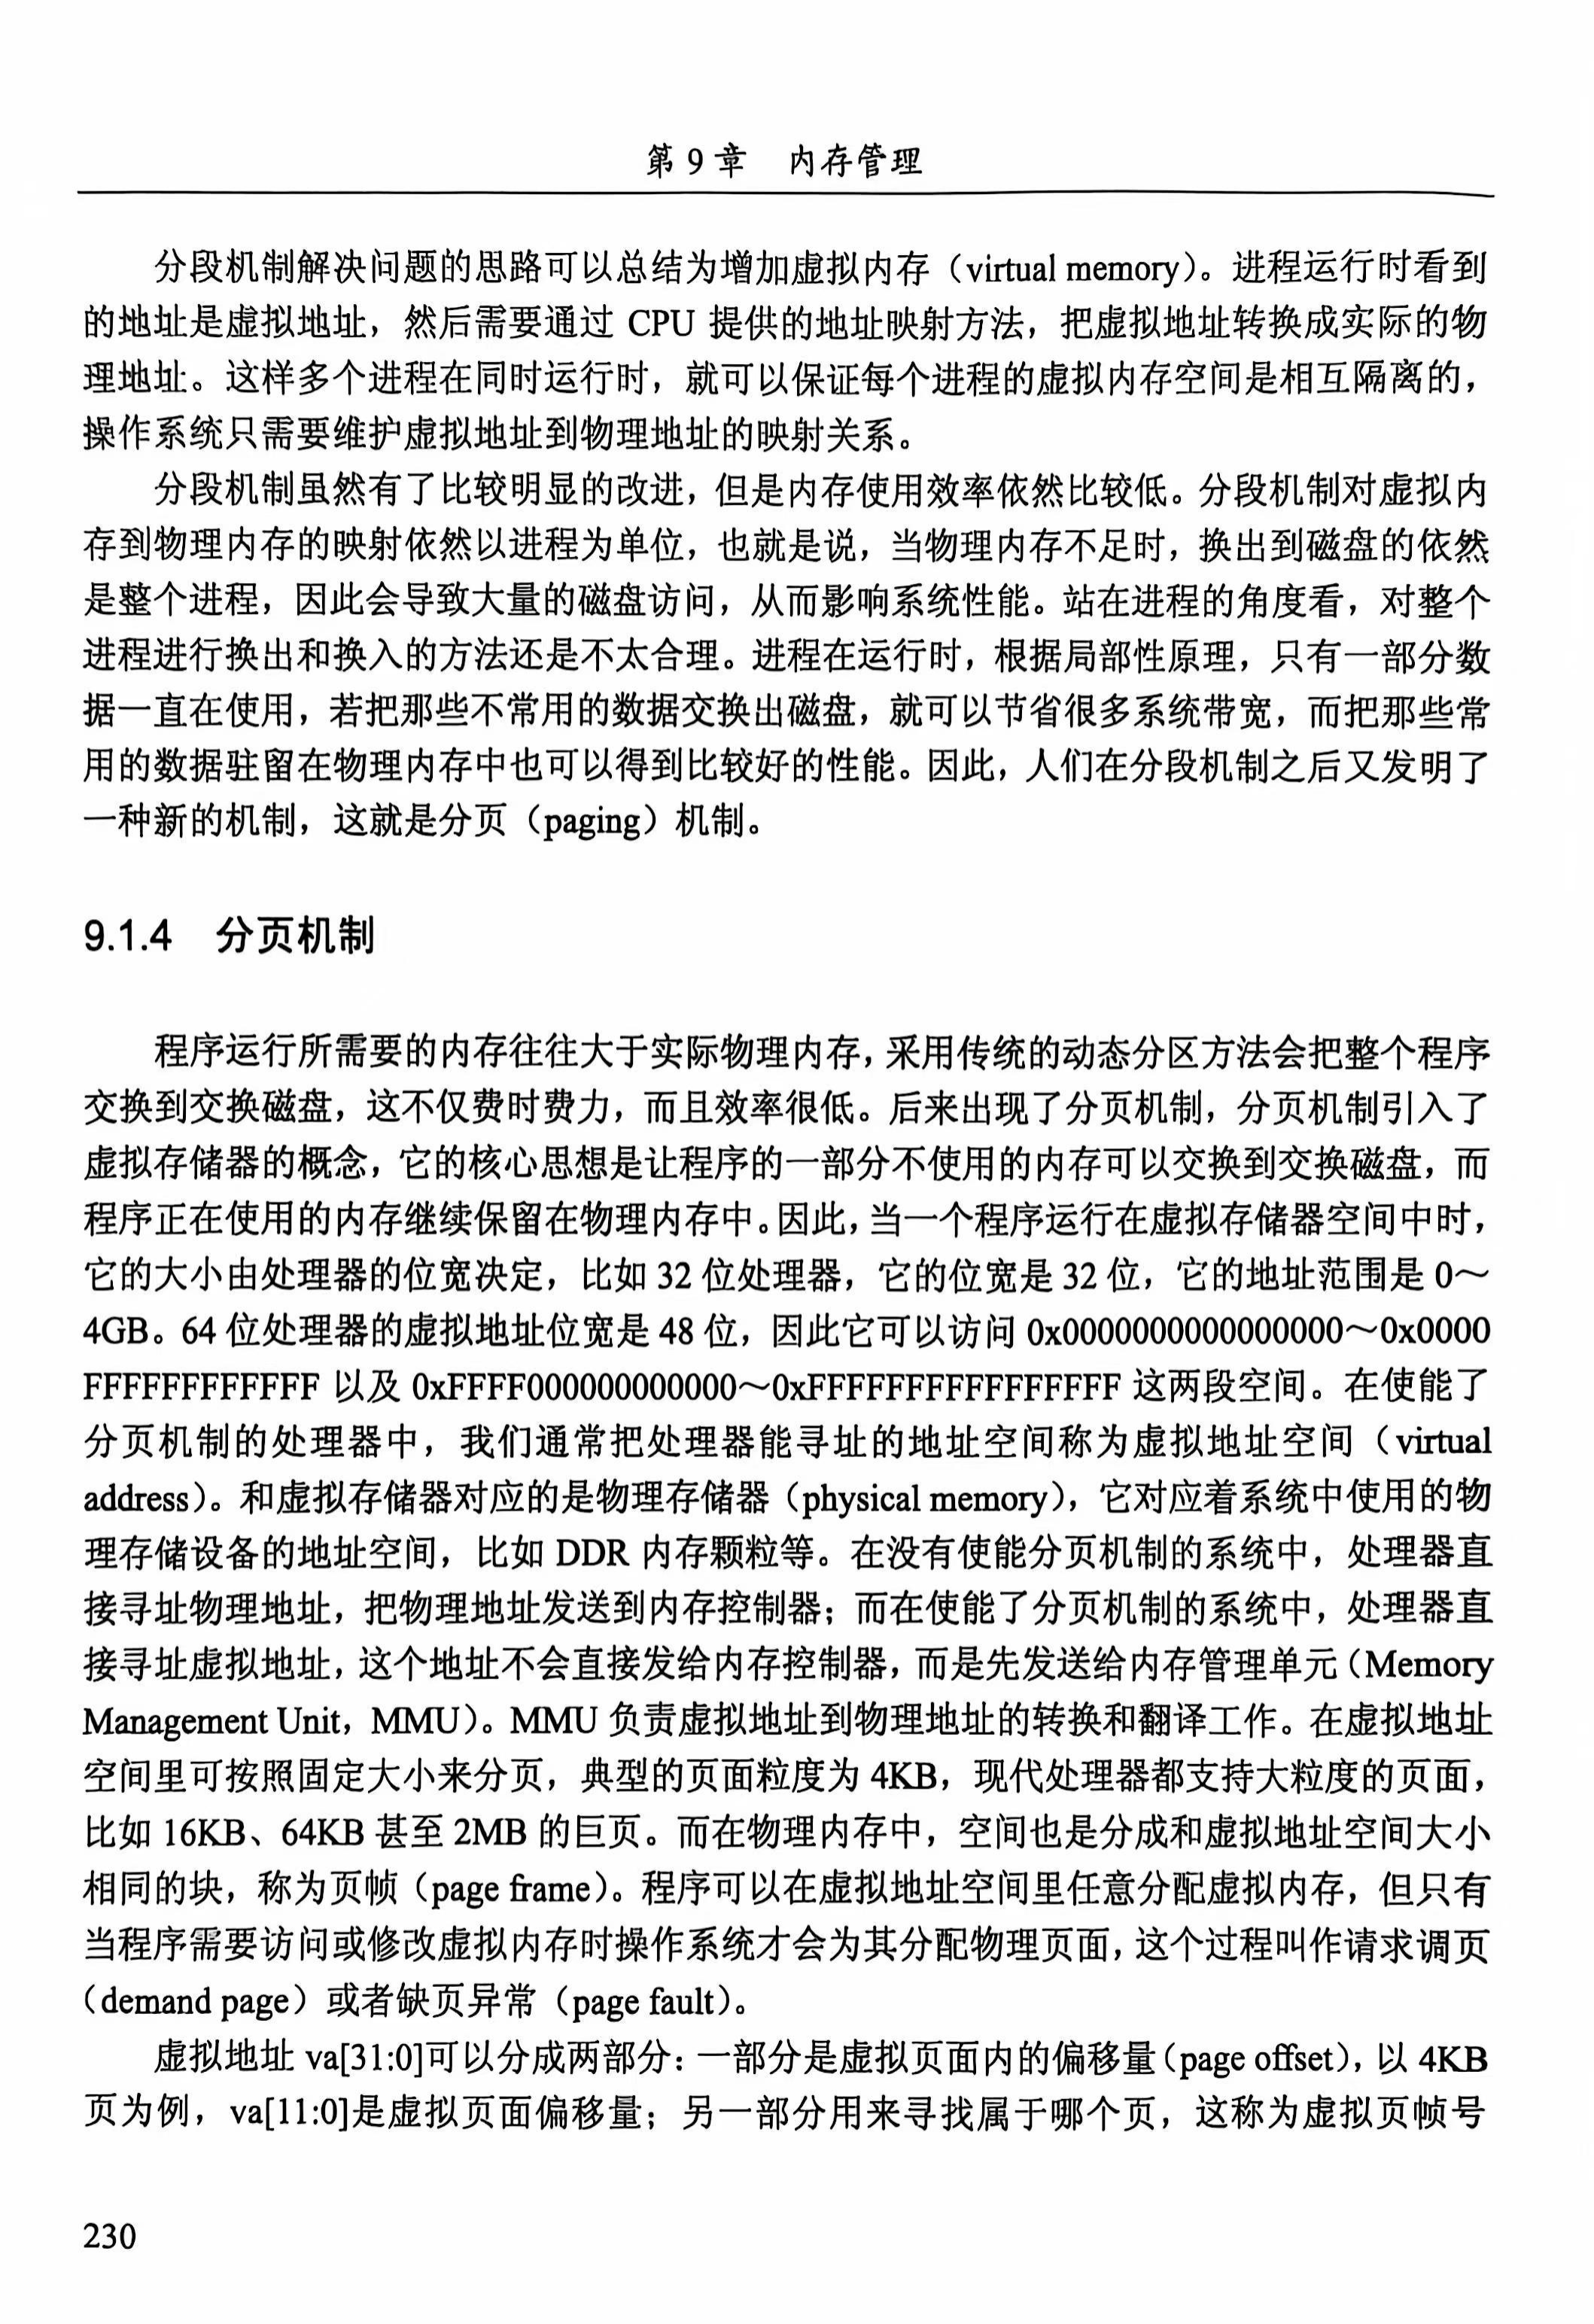 第 9 章　内存管理
分段机制解决问题的思路可以总结为增加虚拟内存（virtual memory）。进程运行时看到
的地址是虚拟地址，然后需要通过 CPU 提供的地址映射方法，把虚拟地址转换成实际的物
理地址。这样多个进程在同时运行时，就可以保证每个进程的虚拟内存空间是相互隔离的，
操作系统只需要维护虚拟地址到物理地址的映射关系。
分段机制虽然有了比较明显的改进，但是内存使用效率依然比较低。分段机制对虚拟内
存到物理内存的映射依然以进程为单位，也就是说，当物理内存不足时，换出到磁盘的依然
是整个进程，因此会导致大量的磁盘访问，从而影响系统性能。站在进程的角度看，对整个
进程进行换出和换入的方法还是不太合理。进程在运行时，根据局部性原理，只有一部分数
据一直在使用，若把那些不常用的数据交换出磁盘，就可以节省很多系统带宽，而把那些常
用的数据驻留在物理内存中也可以得到比较好的性能。因此，人们在分段机制之后又发明了
一种新的机制，这就是分页（paging）机制。
9.1.4　分页机制
程序运行所需要的内存往往大于实际物理内存，采用传统的动态分区方法会把整个程序
交换到交换磁盘，这不仅费时费力，而且效率很低。后来出现了分页机制，分页机制引入了
虚拟存储器的概念，它的核心思想是让程序的一部分不使用的内存可以交换到交换磁盘，而
程序正在使用的内存继续保留在物理内存中。因此，当一个程序运行在虚拟存储器空间中时，
它的大小由处理器的位宽决定，比如 32 位处理器，它的位宽是 32 位，它的地址范围是 0～
4GB。64 位处理器的虚拟地址位宽是 48 位，因此它可以访问 0x0000000000000000～0x0000
FFFFFFFFFFFF 以及 0xFFFF000000000000～0xFFFFFFFFFFFFFFFF 这两段空间。在使能了
分页机制的处理器中，我们通常把处理器能寻址的地址空间称为虚拟地址空间（virtual
address）。和虚拟存储器对应的是物理存储器（physical memory），它对应着系统中使用的物
理存储设备的地址空间，比如 DDR 内存颗粒等。在没有使能分页机制的系统中，处理器直
接寻址物理地址，把物理地址发送到内存控制器；而在使能了分页机制的系统中，处理器直
接寻址虚拟地址，这个地址不会直接发给内存控制器，而是先发送给内存管理单元（Memory
Management Unit，MMU）。MMU 负责虚拟地址到物理地址的转换和翻译工作。在虚拟地址
空间里可按照固定大小来分页，典型的页面粒度为 4KB，现代处理器都支持大粒度的页面，
比如 16KB、64KB 甚至 2MB 的巨页。而在物理内存中，空间也是分成和虚拟地址空间大小
相同的块，称为页帧（page frame）。程序可以在虚拟地址空间里任意分配虚拟内存，但只有
当程序需要访问或修改虚拟内存时操作系统才会为其分配物理页面，这个过程叫作请求调页
（demand page）或者缺页异常（page fault）。
虚拟地址 va[31:0]可以分成两部分：一部分是虚拟页面内的偏移量（page offset），以 4KB
页为例，va[11:0]是虚拟页面偏移量；另一部分用来寻找属于哪个页，这称为虚拟页帧号
230